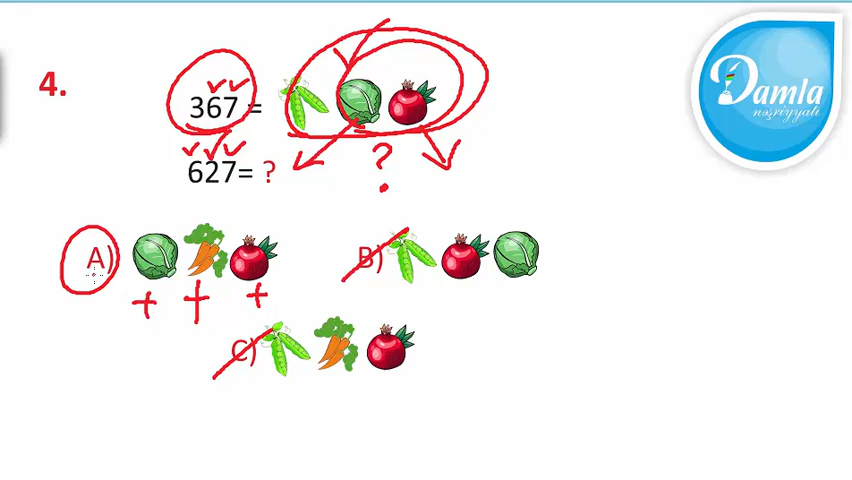 4.
367 =
627= ?
?
A)
B)
C)
Damla
nəşriyyatı